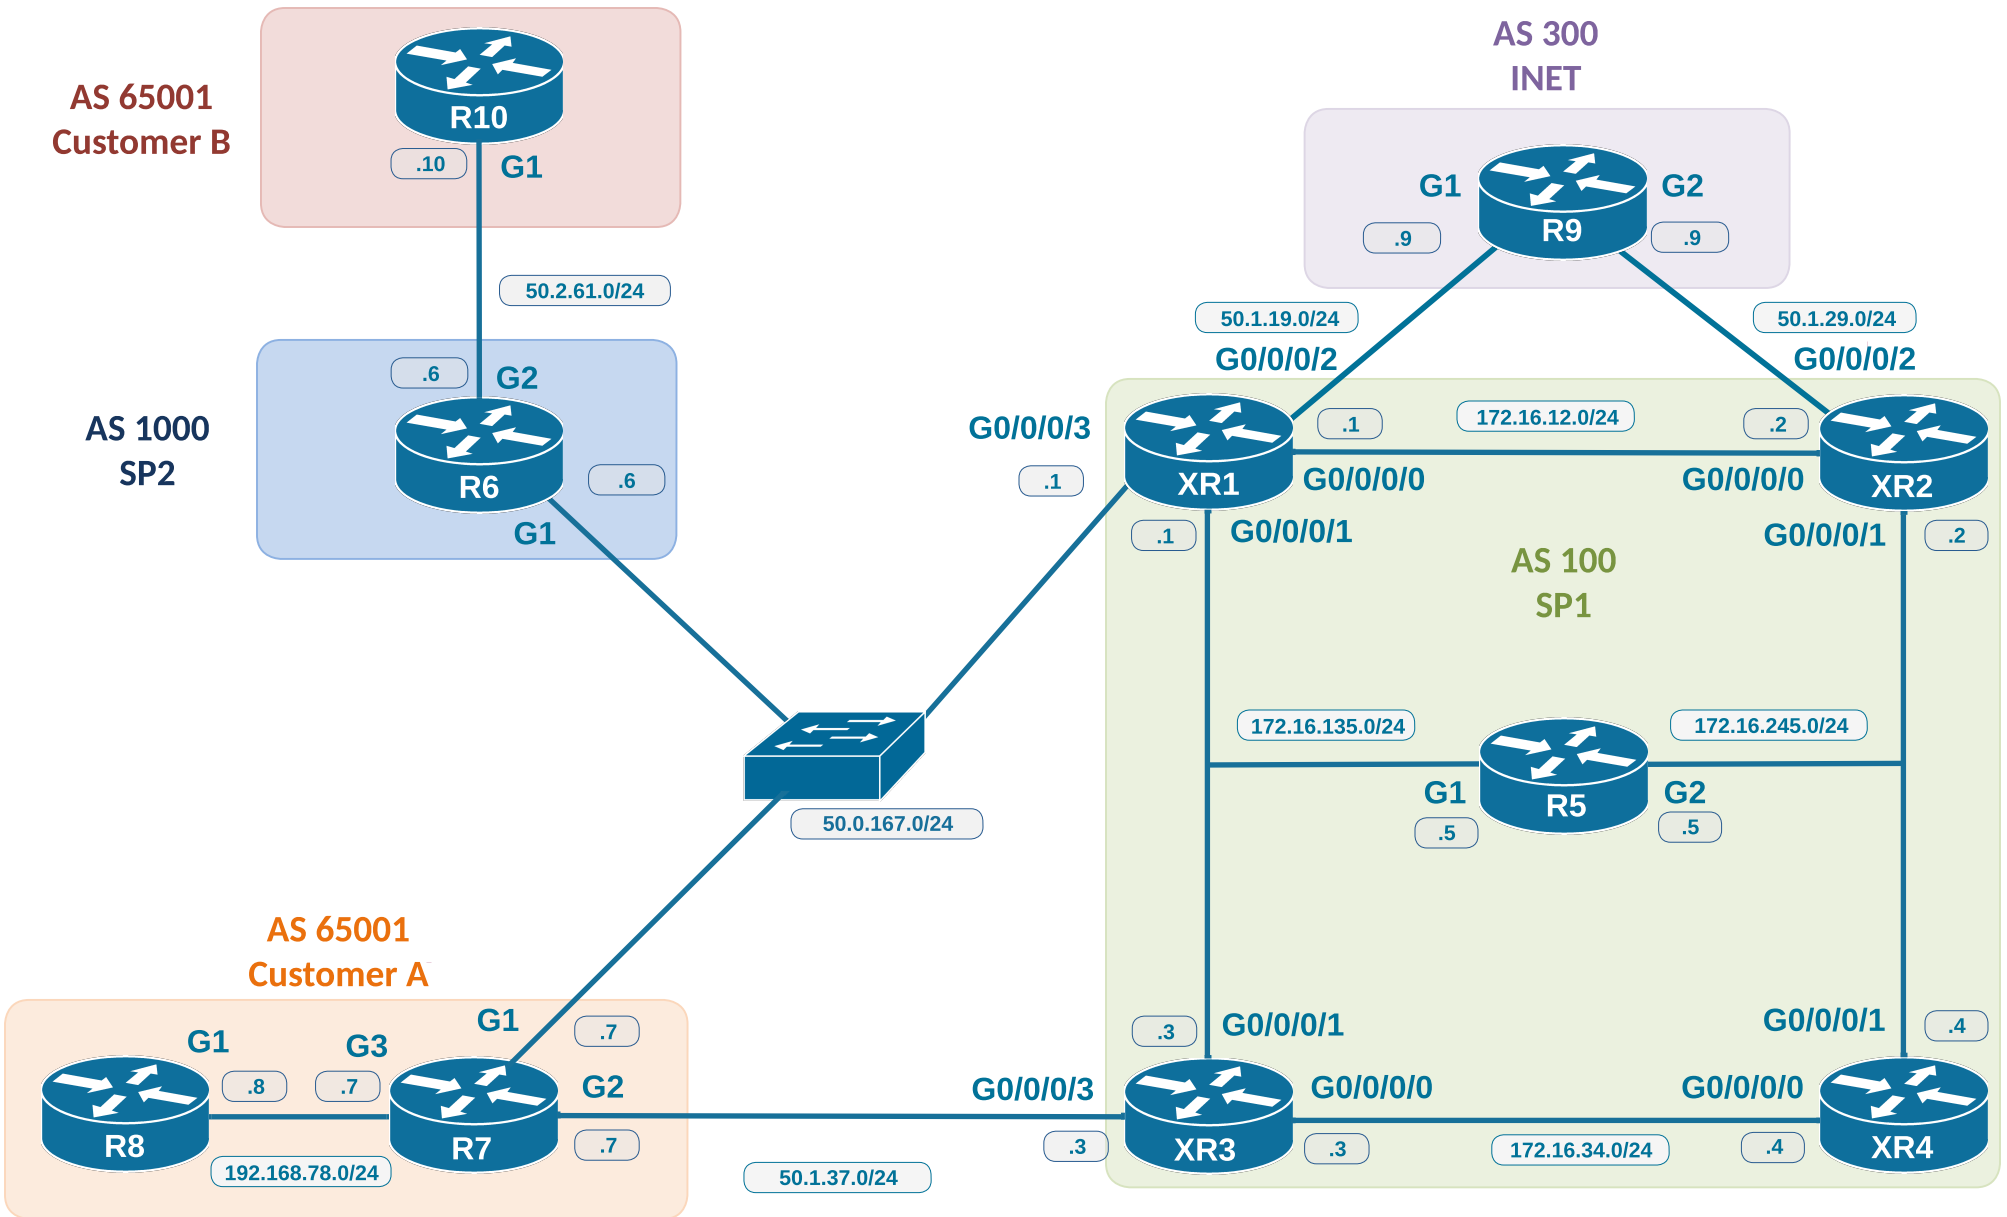 AS 300
INET
AS 65001
Customer B
R10
.10
G1
G1
R9
G2
.9
.9
50.2.61.0/24
50.1.19.0/24
50.1.29.0/24
G0/0/0/2
G0/0/0/2
.6
G2
AS 1000
SP2
R6
.6
G1
G0/0/0/3
.1
XR1
.1
172.16.12.0/24
.2
XR2
G0/0/0/0
G0/0/0/0
.1
G0/0/0/1
G0/0/0/1
.2
AS 100
SP1
172.16.135.0/24
172.16.245.0/24
G1
R5
G2
.5
.5
50.0.167.0/24
AS 65001
Customer A
G1
.7
G1
G3
.8
.7
G2
R8
R7
.7
192.168.78.0/24
50.1.37.0/24
.3
G0/0/0/1
G0/0/0/1
.4
G0/0/0/3
G0/0/0/0
G0/0/0/0
.3
XR3
.3
172.16.34.0/24
.4
XR4